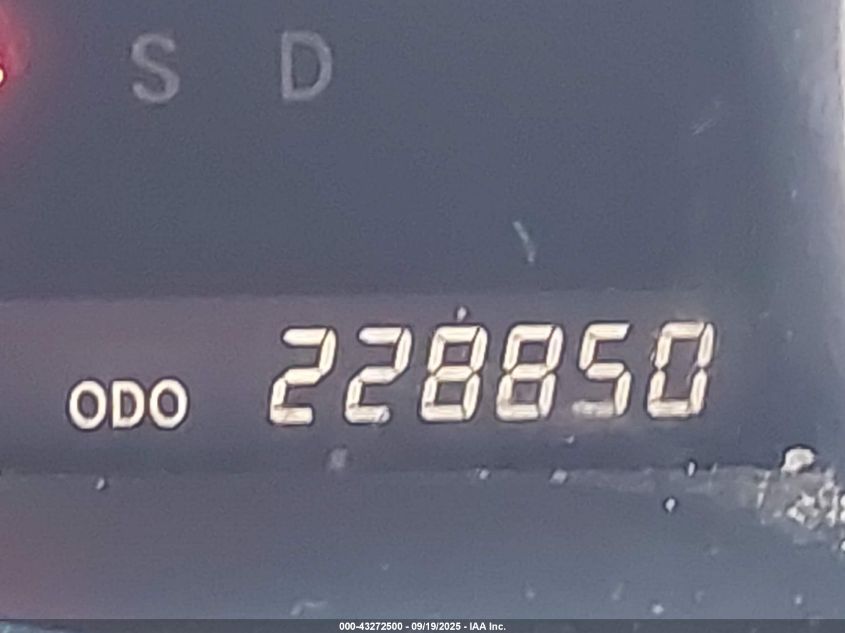 S D
ODO 228850
000-43272500 - 09/19/2025 - IAA Inc.